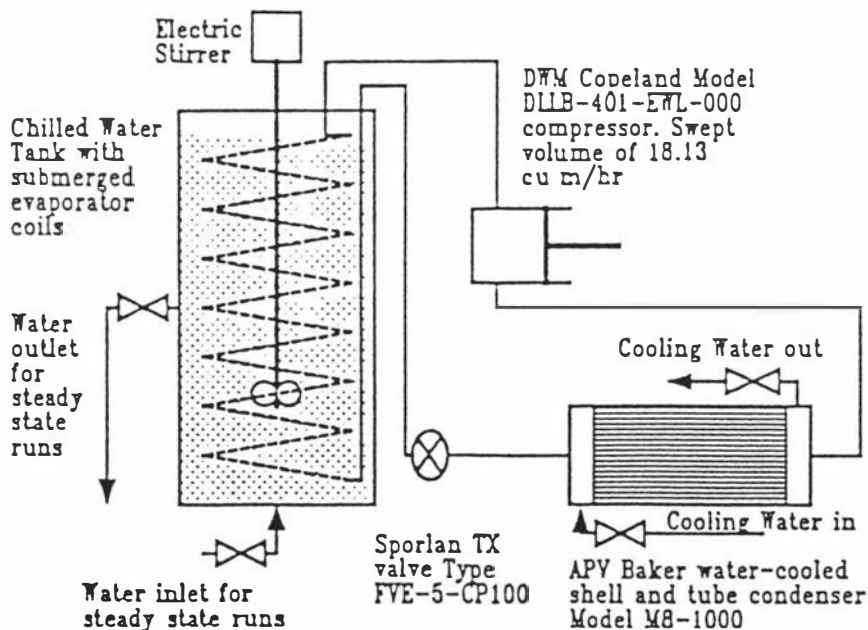 Electric
Stirrer
DWM Copeland Model
DLLB-401-EWL-000
compressor. Swept
volume of 18.13
cu m/hr
Chilled Water
Tank with
submerged
evaporator
coils
Water
outlet
for
steady
state
runs
Cooling Water out
Cooling Water in
Sporlan TX
valve Type
FVE-5-CP100
APV Baker water-cooled
shell and tube condenser
Model M8-1000
Water inlet for
steady state runs